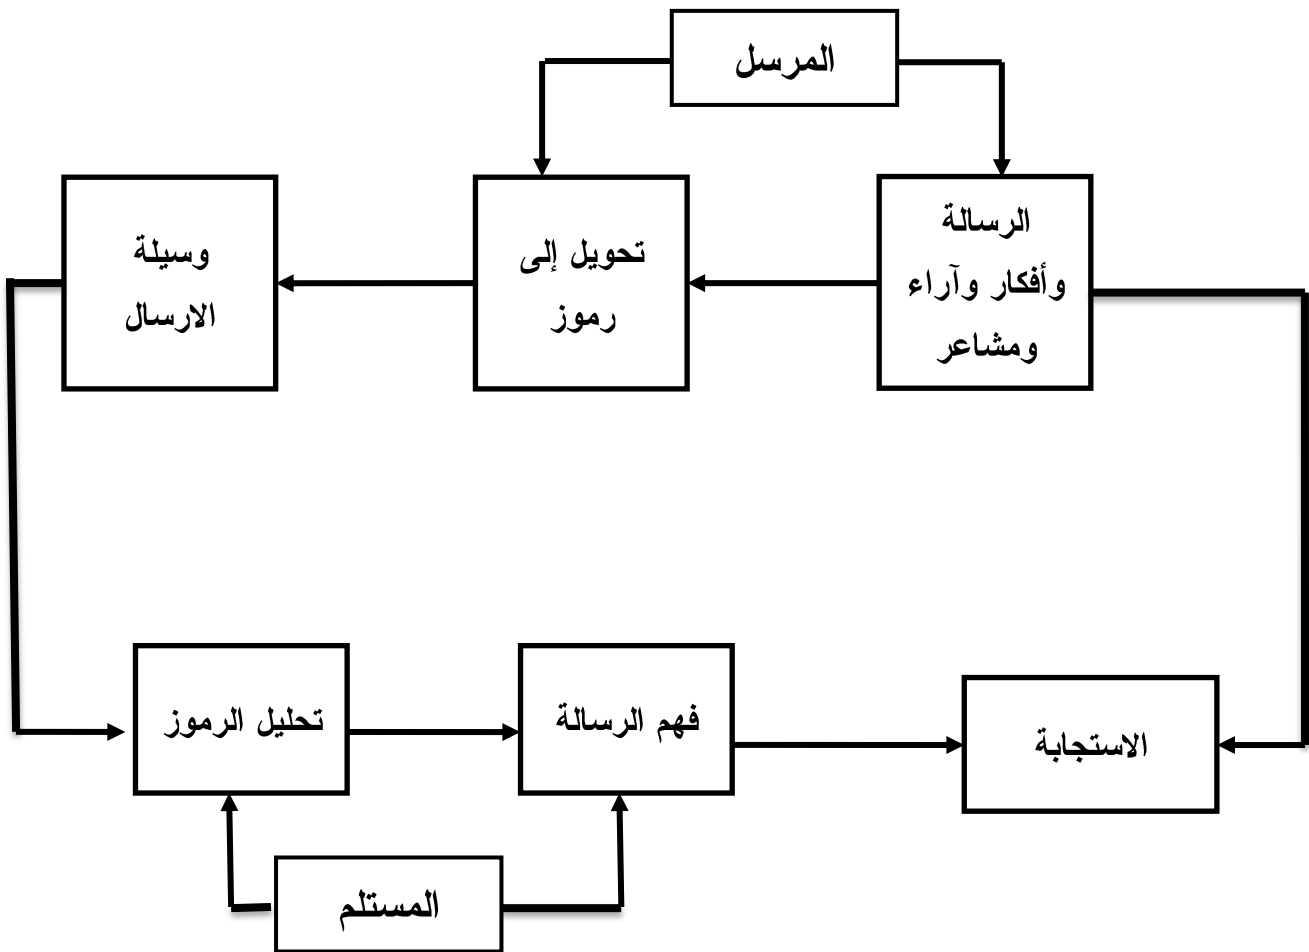 المرسل
الرسالة
وأفكار وآراء
ومشاعر
تحويل إلى
رموز
وسيلة
الارسال
تحليل الرموز
فهم الرسالة
الاستجابة
المستلم